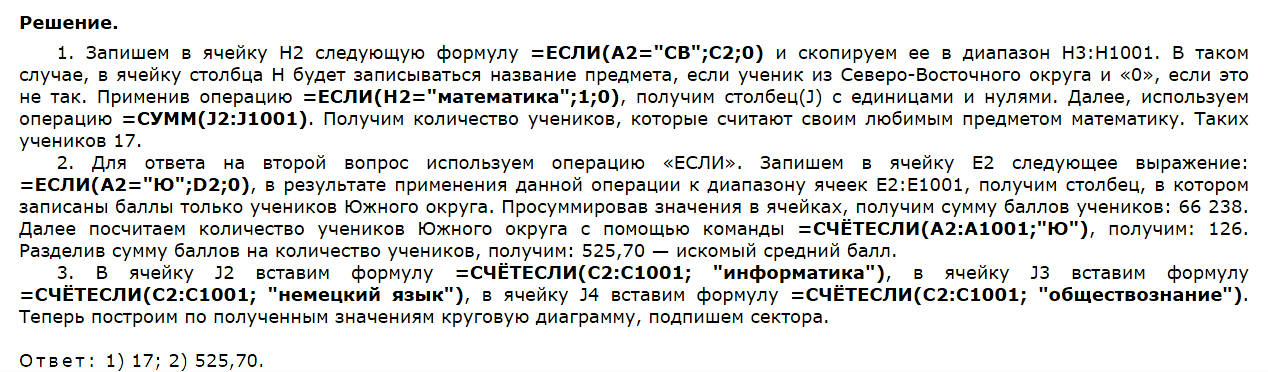 Решение.
1. Запишем в ячейку H2 следующую формулу =ЕСЛИ(A2="СВ";C2;0) и скопируем ее в диапазон H3:H1001. В таком
случае, в ячейку столбца H будет записываться название предмета, если ученик из Северо-Восточного округа и «0», если это
не так. Применив операцию =ЕСЛИ(H2="математика";1;0), получим столбец(J) с единицами и нулями. Далее, используем
операцию =СУММ(J2:J1001). Получим количество учеников, которые считают своим любимым предметом математику. Таких
учеников 17.
2. Для ответа на второй вопрос используем операцию «ЕСЛИ». Запишем в ячейку E2 следующее выражение:
=ЕСЛИ(A2="Ю";D2;0), в результате применения данной операции к диапазону ячеек E2:E1001, получим столбец, в котором
записаны баллы только учеников Южного округа. Просуммировав значения в ячейках, получим сумму баллов учеников: 66 238.
Далее посчитаем количество учеников Южного округа с помощью команды =СЧЁТЕСЛИ(A2:A1001;"Ю"), получим: 126.
Разделив сумму баллов на количество учеников, получим: 525,70 — искомый средний балл.
3. В ячейку J2 вставим формулу =СЧЁТЕСЛИ(C2:C1001; "информатика"), в ячейку J3 вставим формулу
=СЧЁТЕСЛИ(C2:C1001; "немецкий язык"), в ячейку J4 вставим формулу =СЧЁТЕСЛИ(C2:C1001; "обществознание").
Теперь построим по полученным значениям круговую диаграмму, подпишем сектора.
Ответ: 1) 17; 2) 525,70.